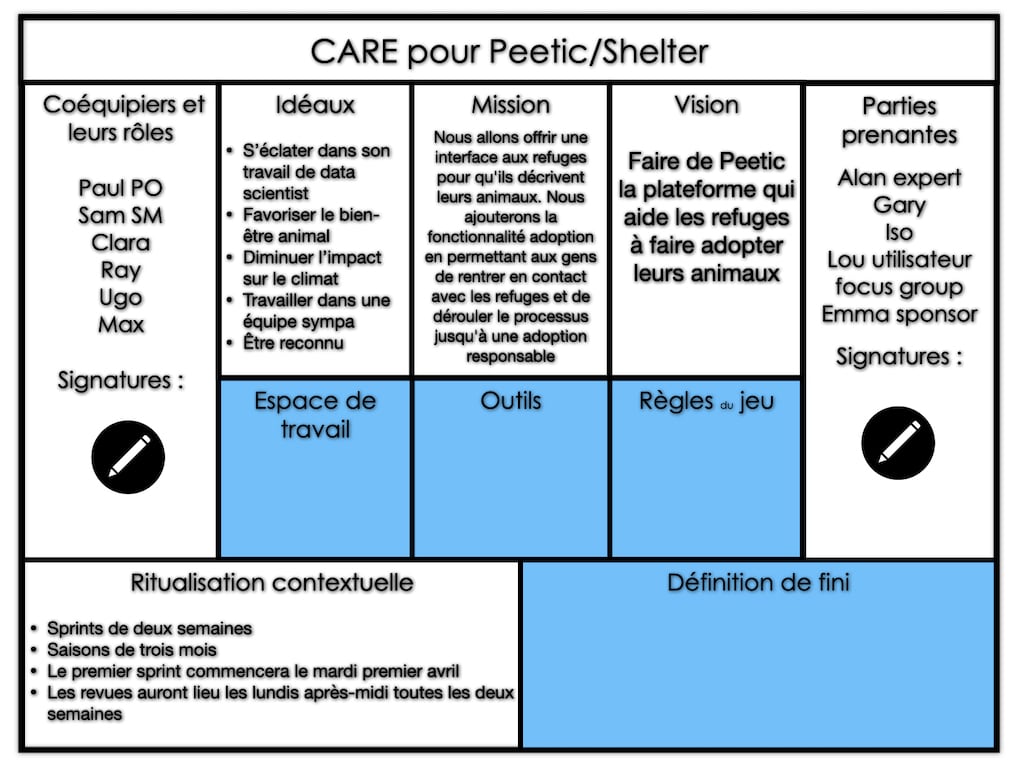 CARE pour Peetic/Shelter
Coéquipiers et
leurs rôles
Paul PO
Sam SM
Clara
Ray
Ugo
Max
Signatures :
Idéaux
• S'éclater dans son
travail de data
scientist
• Favoriser le bien-
être animal
• Diminuer l'impact
sur le climat
• Travailler dans une
équipe sympa
• Être reconnu
Mission
Nous allons offrir une
interface aux refuges
pour qu'ils décrivent
leurs animaux. Nous
ajouterons la
fonctionnalité adoption
en permettant aux gens
de rentrer en contact
avec les refuges et de
dérouler le processus
jusqu'à une adoption
responsable
Vision
Faire de Peetic
la plateforme qui
aide les refuges
à faire adopter
leurs animaux
Parties
prenantes
Alan expert
Gary
Iso
Lou utilisateur
focus group
Emma sponsor
Signatures :
Espace de
travail
Outils
Règles du jeu
Ritualisation contextuelle
• Sprints de deux semaines
• Saisons de trois mois
• Le premier sprint commencera le mardi premier avril
• Les revues auront lieu les lundis après-midi toutes les deux
semaines
Définition de fini